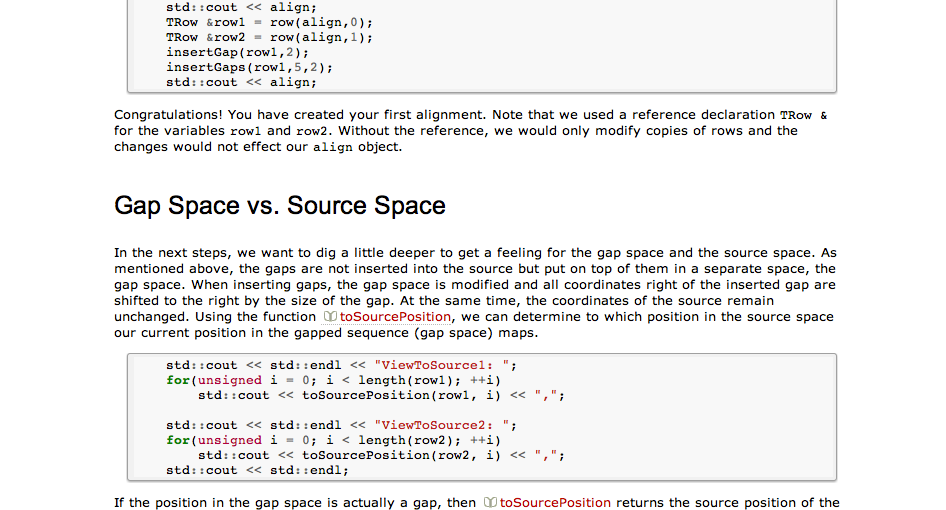 std::cout << align;
TRow &row1 = row(align,0);
TRow &row2 = row(align,1);
insertGap(row1,2);
insertGaps(row1,5,2);
std::cout << align;
Congratulations! You have created your first alignment. Note that we used a reference declaration TRow &
for the variables row1 and row2. Without the reference, we would only modify copies of rows and the
changes would not effect our align object.
Gap Space vs. Source Space
In the next steps, we want to dig a little deeper to get a feeling for the gap space and the source space. As
mentioned above, the gaps are not inserted into the source but put on top of them in a separate space, the
gap space. When inserting gaps, the gap space is modified and all coordinates right of the inserted gap are
shifted to the right by the size of the gap. At the same time, the coordinates of the source remain
unchanged. Using the function toSourcePosition, we can determine to which position in the source space
our current position in the gapped sequence (gap space) maps.
std::cout << std::endl << "ViewToSource1: ";
for(unsigned i = 0; i < length(row1); ++i)
std::cout << toSourcePosition(row1, i) << ",";
std::cout << std::endl << "ViewToSource2: ";
for(unsigned i = 0; i < length(row2); ++i)
std::cout << toSourcePosition(row2, i) << ",";
std::cout << std::endl;
If the position in the gap space is actually a gap, then toSourcePosition returns the source position of the